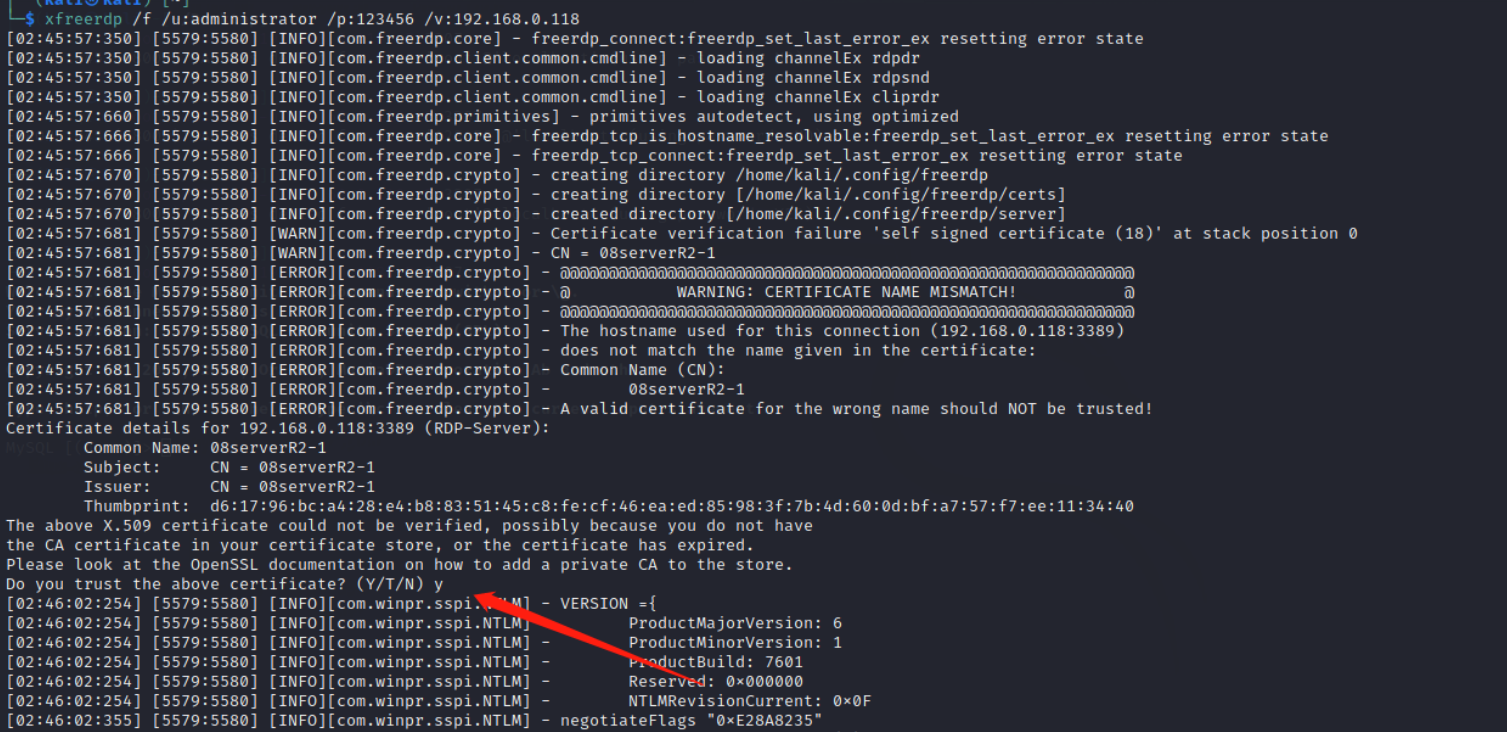 (kali㉿kali) [~]
└─$ xfreerdp /f /u:administrator /p:123456 /v:192.168.0.118
[02:45:57:350] [5579:5580] [INFO][com.freerdp.core] - freerdp_connect:freerdp_set_last_error_ex resetting error state
[02:45:57:350] [5579:5580] [INFO][com.freerdp.client.common.cmdline] - loading channelEx rdpdr
[02:45:57:350] [5579:5580] [INFO][com.freerdp.client.common.cmdline] - loading channelEx rdpsnd
[02:45:57:350] [5579:5580] [INFO][com.freerdp.client.common.cmdline] - loading channelEx cliprdr
[02:45:57:660] [5579:5580] [INFO][com.freerdp.primitives] - primitives autodetect, using optimized
[02:45:57:666] [5579:5580] [INFO][com.freerdp.core] - freerdp_tcp_is_hostname_resolvable:freerdp_set_last_error_ex resetting error state
[02:45:57:666] [5579:5580] [INFO][com.freerdp.core] - freerdp_tcp_connect:freerdp_set_last_error_ex resetting error state
[02:45:57:670] [5579:5580] [INFO][com.freerdp.crypto] - creating directory /home/kali/.config/freerdp
[02:45:57:670] [5579:5580] [INFO][com.freerdp.crypto] - creating directory [/home/kali/.config/freerdp/certs]
[02:45:57:670] [5579:5580] [INFO][com.freerdp.crypto] - created directory [/home/kali/.config/freerdp/server]
[02:45:57:681] [5579:5580] [WARN][com.freerdp.crypto] - Certificate verification failure 'self signed certificate (18)' at stack position 0
[02:45:57:681] [5579:5580] [WARN][com.freerdp.crypto] - CN = 08serverR2-1
[02:45:57:681] [5579:5580] [ERROR][com.freerdp.crypto] - @@@@@@@@@@@@@@@@@@@@@@@@@@@@@@@@@@@@@@@@@@@@@@@@@@@@@@@@@@@
[02:45:57:681] [5579:5580] [ERROR][com.freerdp.crypto] - @           WARNING: CERTIFICATE NAME MISMATCH!           @
[02:45:57:681] [5579:5580] [ERROR][com.freerdp.crypto] - @@@@@@@@@@@@@@@@@@@@@@@@@@@@@@@@@@@@@@@@@@@@@@@@@@@@@@@@@@@
[02:45:57:681] [5579:5580] [ERROR][com.freerdp.crypto] - The hostname used for this connection (192.168.0.118:3389)
[02:45:57:681] [5579:5580] [ERROR][com.freerdp.crypto] - does not match the name given in the certificate:
[02:45:57:681] [5579:5580] [ERROR][com.freerdp.crypto] - Common Name (CN):
[02:45:57:681] [5579:5580] [ERROR][com.freerdp.crypto] -        08serverR2-1
[02:45:57:681] [5579:5580] [ERROR][com.freerdp.crypto] - A valid certificate for the wrong name should NOT be trusted!
Certificate details for 192.168.0.118:3389 (RDP-Server):
        Common Name: 08serverR2-1
        Subject:     CN = 08serverR2-1
        Issuer:      CN = 08serverR2-1
        Thumbprint:  d6:17:96:bc:a4:28:e4:b8:83:51:45:c8:fe:cf:46:ea:ed:85:98:3f:7b:4d:60:0d:bf:a7:57:f7:ee:11:34:40
The above X.509 certificate could not be verified, possibly because you do not have
the CA certificate in your certificate store, or the certificate has expired.
Please look at the OpenSSL documentation on how to add a private CA to the store.
Do you trust the above certificate? (Y/T/N) y
[02:46:02:254] [5579:5580] [INFO][com.winpr.sspi.NTLM] - VERSION ={
[02:46:02:254] [5579:5580] [INFO][com.winpr.sspi.NTLM] -        ProductMajorVersion: 6
[02:46:02:254] [5579:5580] [INFO][com.winpr.sspi.NTLM] -        ProductMinorVersion: 1
[02:46:02:254] [5579:5580] [INFO][com.winpr.sspi.NTLM] -        ProductBuild: 7601
[02:46:02:254] [5579:5580] [INFO][com.winpr.sspi.NTLM] -        Reserved: 0×000000
[02:46:02:254] [5579:5580] [INFO][com.winpr.sspi.NTLM] -        NTLMRevisionCurrent: 0×0F
[02:46:02:355] [5579:5580] [INFO][com.winpr.sspi.NTLM] - negotiateFlags "0×E28A8235"